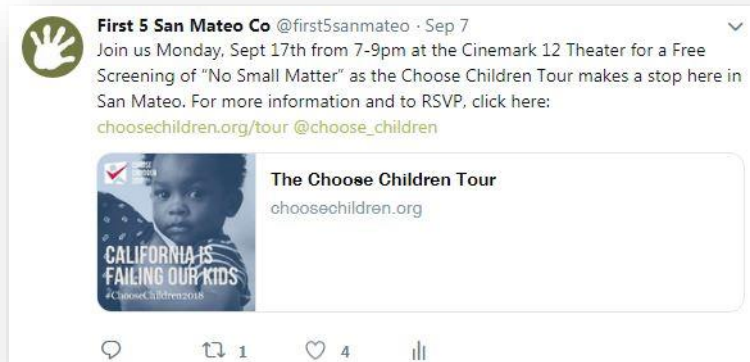 First 5 San Mateo Co @first5sanmateo · Sep 7
Join us Monday, Sept 17th from 7-9pm at the Cinemark 12 Theater for a Free
Screening of "No Small Matter" as the Choose Children Tour makes a stop here in
San Mateo. For more information and to RSVP, click here:
choosechildren.org/tour @choose_children
CHOOSE
CHILDREN
The Choose Children Tour
choosechildren.org
CALIFORNIA IS
FAILING OUR KIDS
#ChooseChildren2018
1
4